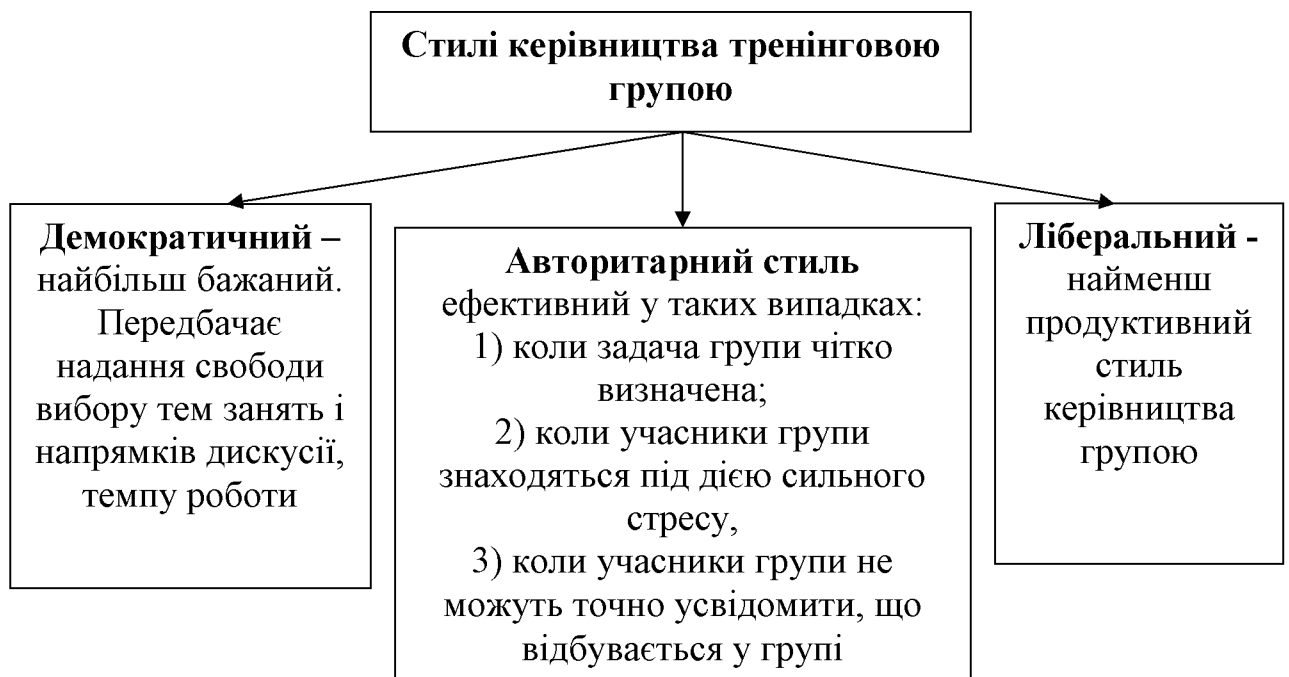 Стилі керівництва тренінговою
групою
Демократичний –
найбільш бажаний.
Передбачає
надання свободи
вибору тем занять і
напрямків дискусії,
темпу роботи
Авторитарний стиль
ефективний у таких випадках:
1) коли задача групи чітко
визначена;
2) коли учасники групи
знаходяться під дією сильного
стресу,
3) коли учасники групи не
можуть точно усвідомити, що
відбувається у групі
Ліберальний -
найменш
продуктивний
стиль
керівництва
групою